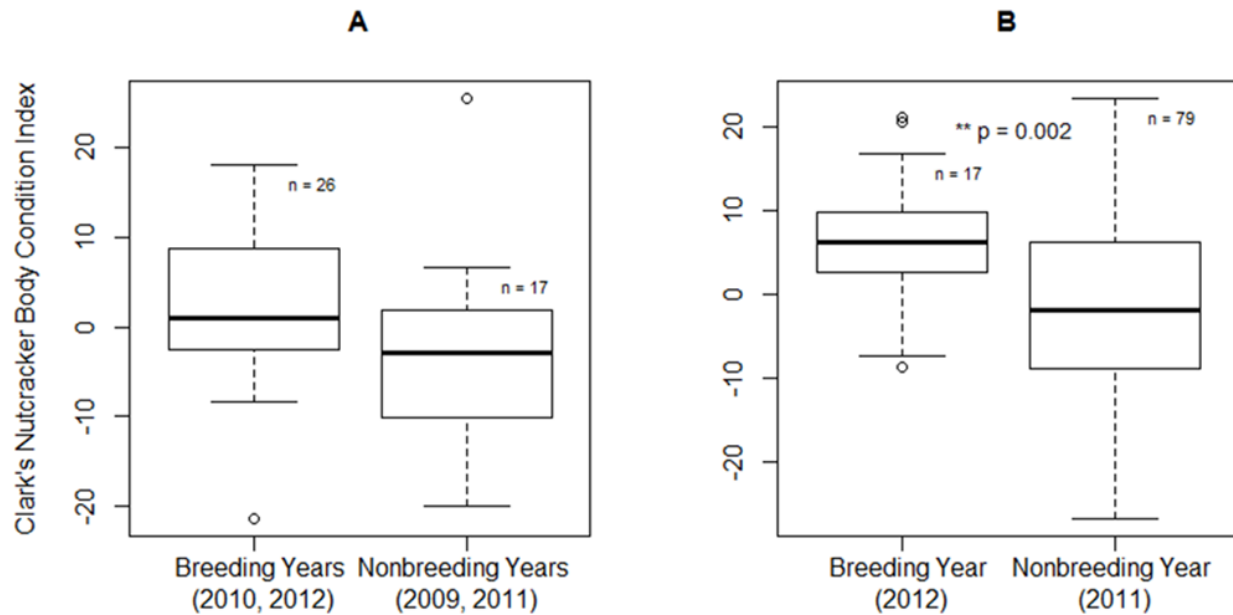 A
B
Clark's Nutcracker Body Condition Index
20
10
0
-10
-20
n = 26
n = 17
Breeding Years
(2010, 2012)
Nonbreeding Years
(2009, 2011)
20
10
0
-10
-20
** p = 0.002
n = 17
n = 79
Breeding Year
(2012)
Nonbreeding Year
(2011)